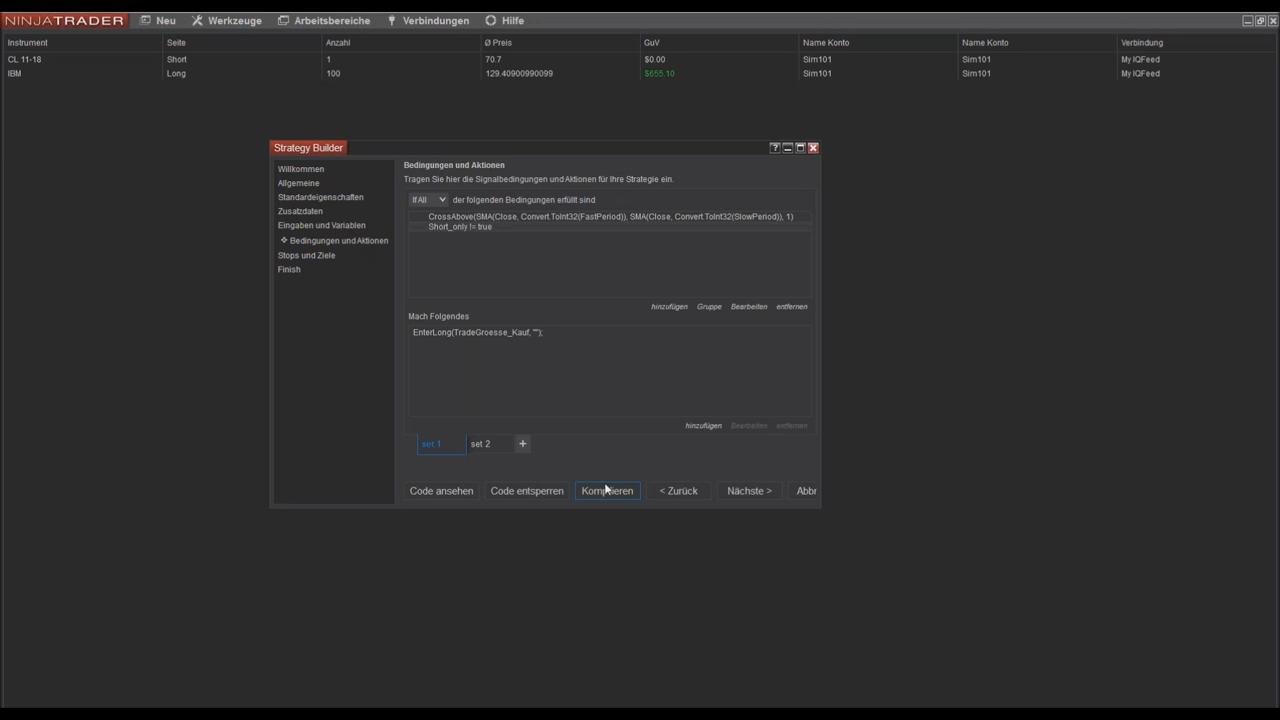 NINJATRADER Neu Werkzeuge Arbeitsbereiche Verbindungen Hilfe
Instrument Seite Anzahl Ø Preis GuV Name Konto Name Konto Verbindung
CL 11-18 Short 1 70.7 $0.00 Sim101 Sim101 My IQFeed
IBM Long 100 129.40900990099 $655.10 Sim101 Sim101 My IQFeed
Strategy Builder
Willkommen
Allgemeine
Standardeigenschaften
Zusatzdaten
Eingaben und Variablen
Bedingungen und Aktionen
Stops und Ziele
Finish
Bedingungen und Aktionen
Tragen Sie hier die Signalbedingungen und Aktionen für Ihre Strategie ein.
If All der folgenden Bedingungen erfüllt sind
CrossAbove(SMA(Close, Convert.ToInt32(FastPeriod)), SMA(Close, Convert.ToInt32(SlowPeriod)), 1)
Short_only != true
hinzufügen Gruppe Bearbeiten entfernen
Mach Folgendes
EnterLong(TradeGroesse_Kauf, "");
hinzufügen Bearbeiten entfernen
set 1 set 2 +
Code ansehen Code entsperren Kompilieren < Zurück Nächste > Abbr